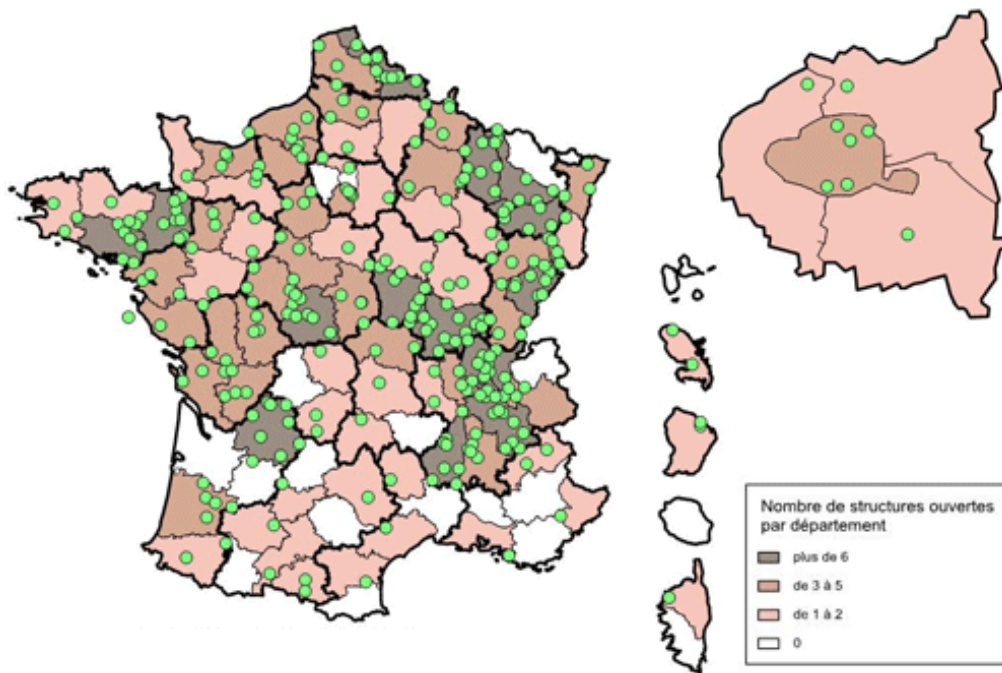 Nombre de structures ouvertes
par département
plus de 6
de 3 à 5
de 1 à 2
0